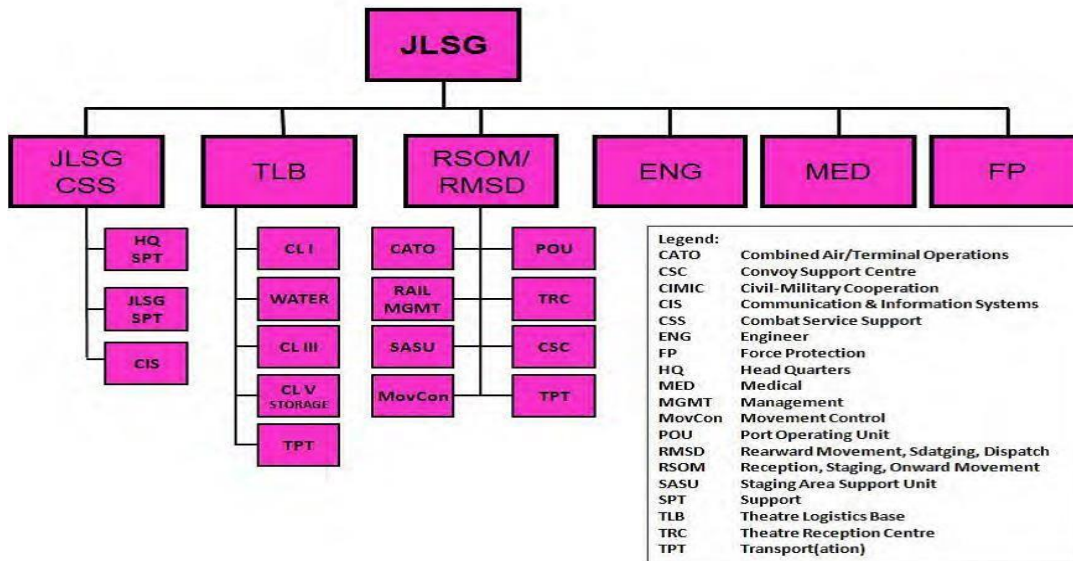 JLSG
JLSG
CSS
TLB
RSOM/
RMSD
ENG
MED
FP
HQ
SPT
JLSG
SPT
CIS
CL I
WATER
CL III
CL V
STORAGE
TPT
CATO
RAIL
MGMT
SASU
MovCon
POU
TRC
CSC
TPT
Legend:
CATO Combined Air/Terminal Operations
CSC Convoy Support Centre
CIMIC Civil-Military Cooperation
CIS Communication & Information Systems
CSS Combat Service Support
ENG Engineer
FP Force Protection
HQ Head Quarters
MED Medical
MGMT Management
MovCon Movement Control
POU Port Operating Unit
RMSD Rearward Movement, Sdatging, Dispatch
RSOM Reception, Staging, Onward Movement
SASU Staging Area Support Unit
SPT Support
TLB Theatre Logistics Base
TRC Theatre Reception Centre
TPT Transport(ation)